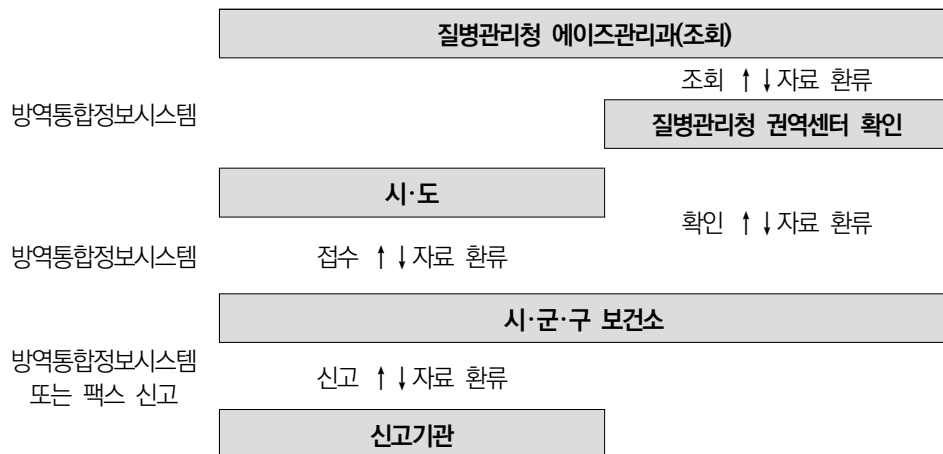 질병관리청 에이즈관리과(조회)
조회 ↑↓자료 환류
방역통합정보시스템
질병관리청 권역센터 확인
시·도
확인 ↑↓자료 환류
방역통합정보시스템
접수 ↑↓자료 환류
시·군·구 보건소
방역통합정보시스템
또는 팩스 신고
신고 ↑↓자료 환류
신고기관